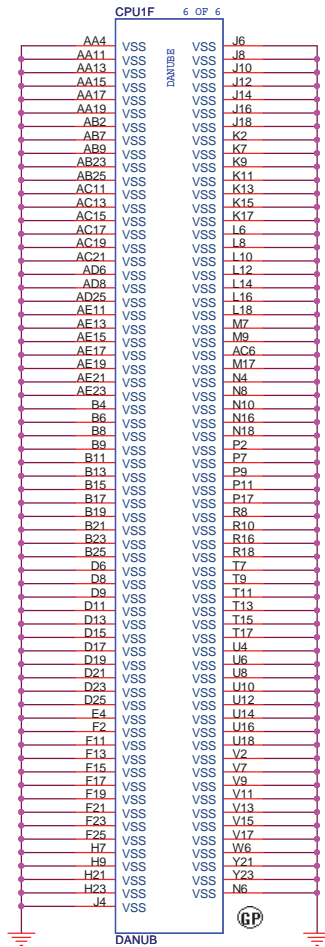 CPU1F 6 OF 6
DANUBE
AA4 VSS VSS J6
AA11 VSS VSS J8
AA13 VSS VSS J10
AA15 VSS VSS J12
AA17 VSS VSS J14
AA19 VSS VSS J16
AB2 VSS VSS J18
AB7 VSS VSS K2
AB9 VSS VSS K7
AB23 VSS VSS K9
AB25 VSS VSS K11
AC11 VSS VSS K13
AC13 VSS VSS K15
AC15 VSS VSS K17
AC17 VSS VSS L6
AC19 VSS VSS L8
AC21 VSS VSS L10
AD6 VSS VSS L12
AD8 VSS VSS L14
AD25 VSS VSS L16
AE11 VSS VSS L18
AE13 VSS VSS M7
AE15 VSS VSS M9
AE17 VSS VSS AC6
AE19 VSS VSS M17
AE21 VSS VSS N4
AE23 VSS VSS N8
B4 VSS VSS N10
B6 VSS VSS N16
B8 VSS VSS N18
B9 VSS VSS P2
B11 VSS VSS P7
B13 VSS VSS P9
B15 VSS VSS P11
B17 VSS VSS P17
B19 VSS VSS R8
B21 VSS VSS R10
B23 VSS VSS R16
B25 VSS VSS R18
D6 VSS VSS T7
D8 VSS VSS T9
D9 VSS VSS T11
D11 VSS VSS T13
D13 VSS VSS T15
D15 VSS VSS T17
D17 VSS VSS U4
D19 VSS VSS U6
D21 VSS VSS U8
D23 VSS VSS U10
D25 VSS VSS U12
E4 VSS VSS U14
F2 VSS VSS U16
F11 VSS VSS U18
F13 VSS VSS V2
F15 VSS VSS V7
F17 VSS VSS V9
F19 VSS VSS V11
F21 VSS VSS V13
F23 VSS VSS V15
F25 VSS VSS V17
H7 VSS VSS W6
H9 VSS VSS Y21
H21 VSS VSS Y23
H23 VSS VSS N6
J4 VSS
GP
DANUB